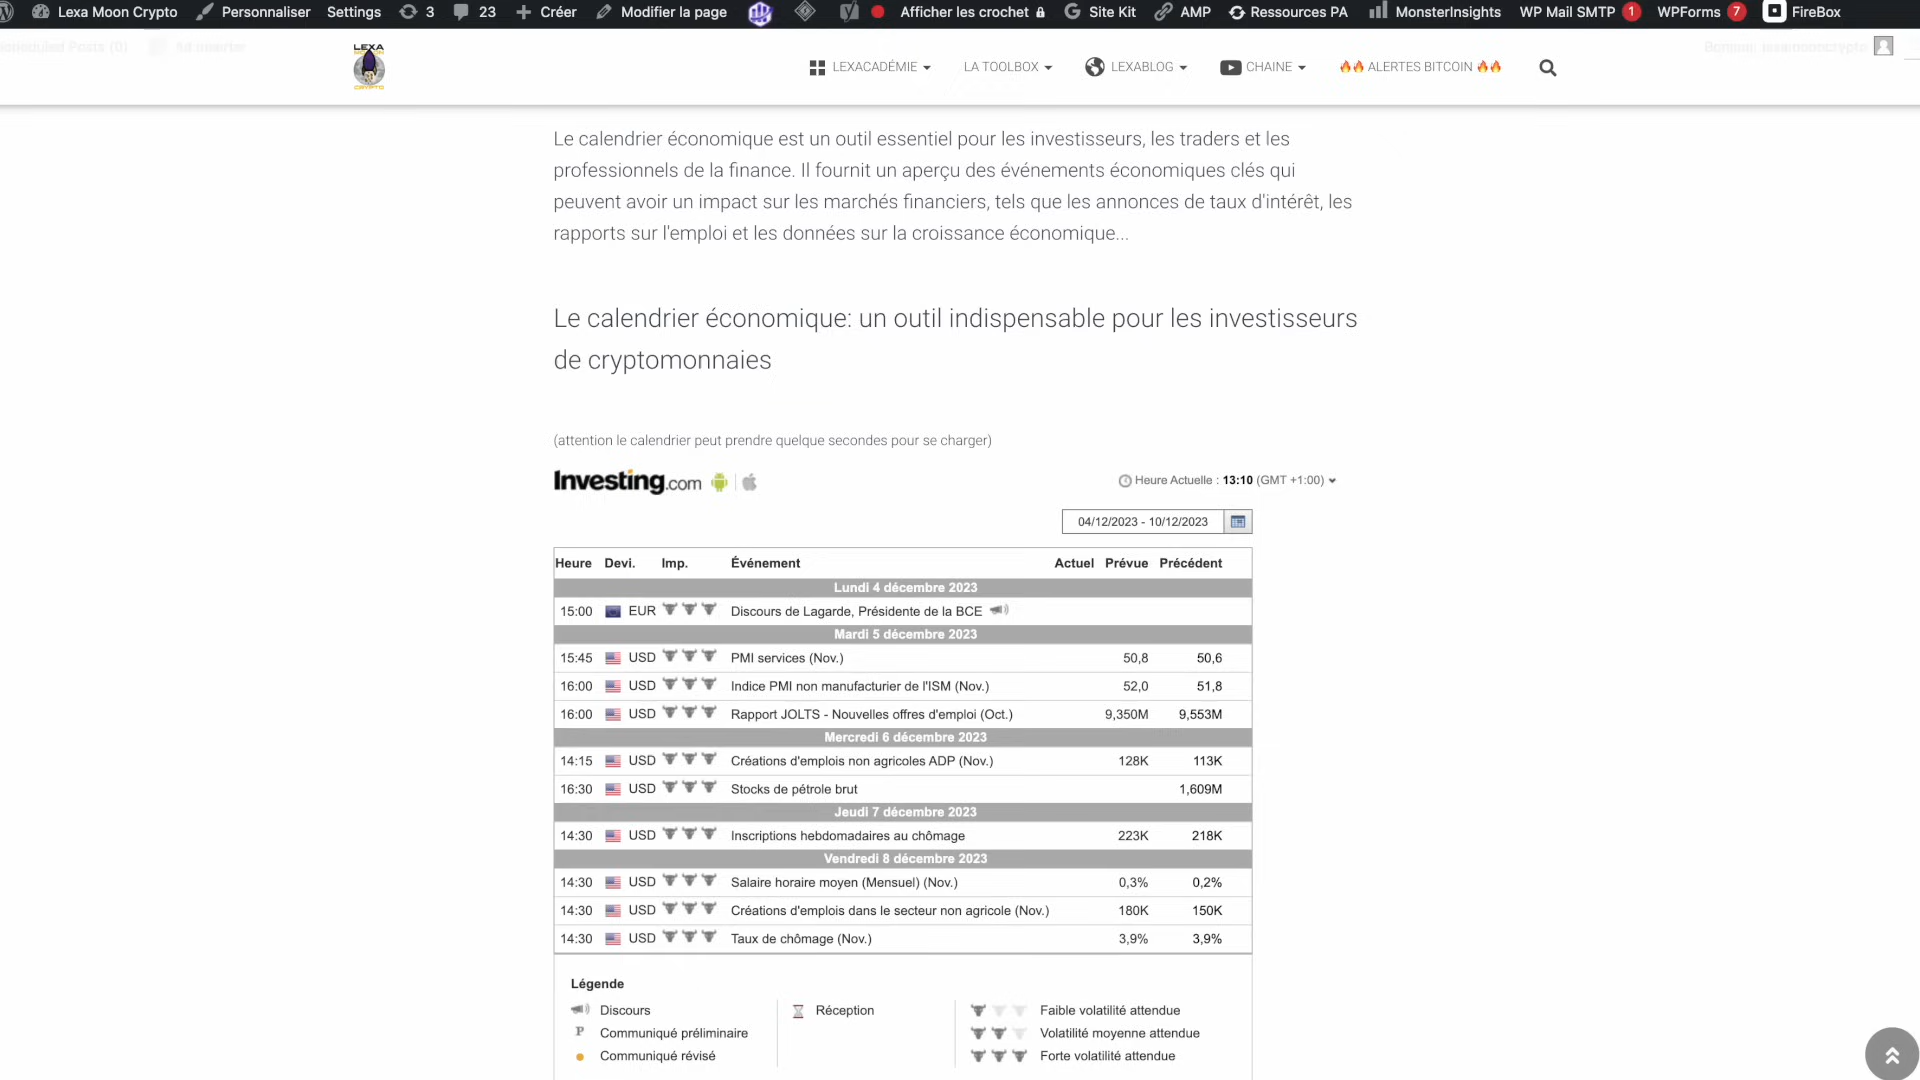 Lexa Moon Crypto Personnaliser Settings 3 23 Créer Modifier la page Afficher les crochet Site Kit AMP Ressources PA MonsterInsights WP Mail SMTP 1 WPForms 7 FireBox
LEXA
MOON
CRYPTO
LEXACADÉMIE LA TOOLBOX LEXABLOG CHAINE ALERTES BITCOIN
Le calendrier économique est un outil essentiel pour les investisseurs, les traders et les
professionnels de la finance. Il fournit un aperçu des événements économiques clés qui
peuvent avoir un impact sur les marchés financiers, tels que les annonces de taux d'intérêt, les
rapports sur l'emploi et les données sur la croissance économique...
Le calendrier économique: un outil indispensable pour les investisseurs
de cryptomonnaies
(attention le calendrier peut prendre quelque secondes pour se charger)
Investing.com Heure Actuelle : 13:10 (GMT +1:00)
04/12/2023 - 10/12/2023
Heure Devi. Imp. Événement Actuel Prévue Précédent
Lundi 4 décembre 2023
15:00 EUR Discours de Lagarde, Présidente de la BCE
Mardi 5 décembre 2023
15:45 USD PMI services (Nov.) 50,8 50,6
16:00 USD Indice PMI non manufacturier de l'ISM (Nov.) 52,0 51,8
16:00 USD Rapport JOLTS - Nouvelles offres d'emploi (Oct.) 9,350M 9,553M
Mercredi 6 décembre 2023
14:15 USD Créations d'emplois non agricoles ADP (Nov.) 128K 113K
16:30 USD Stocks de pétrole brut 1,609M
Jeudi 7 décembre 2023
14:30 USD Inscriptions hebdomadaires au chômage 223K 218K
Vendredi 8 décembre 2023
14:30 USD Salaire horaire moyen (Mensuel) (Nov.) 0,3% 0,2%
14:30 USD Créations d'emplois dans le secteur non agricole (Nov.) 180K 150K
14:30 USD Taux de chômage (Nov.) 3,9% 3,9%
Légende
Discours Réception Faible volatilité attendue
P Communiqué préliminaire Volatilité moyenne attendue
Communiqué révisé Forte volatilité attendue